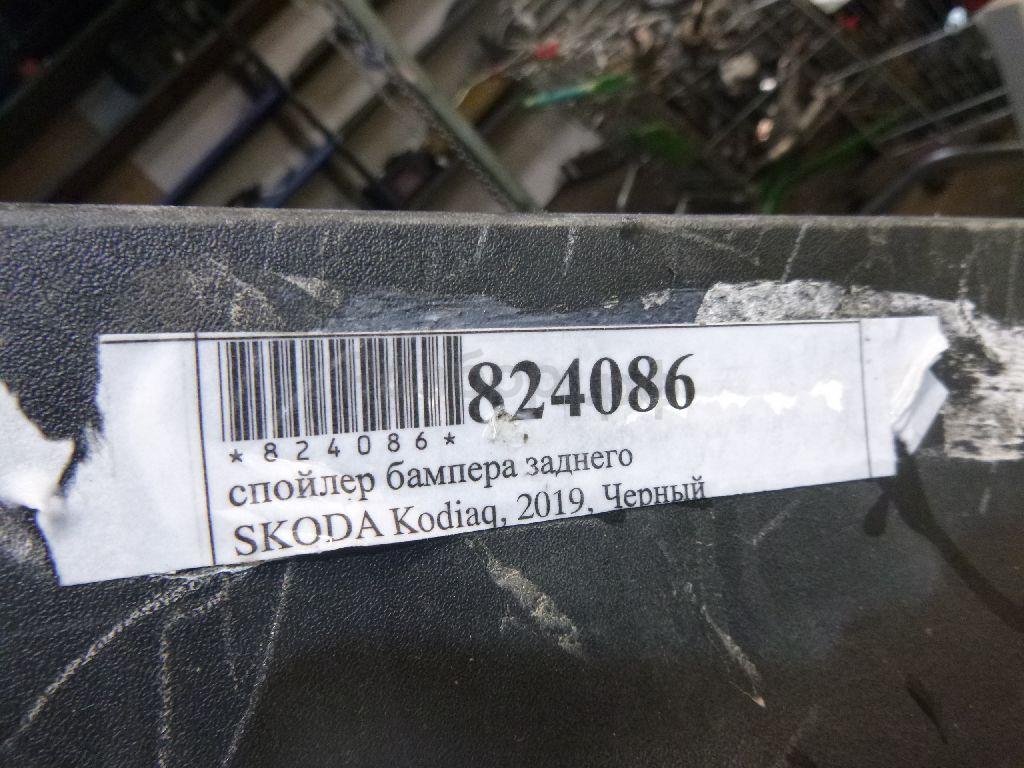 824086
*824086*
спойлер бампера заднего
SKODA Kodiaq, 2019, Черный